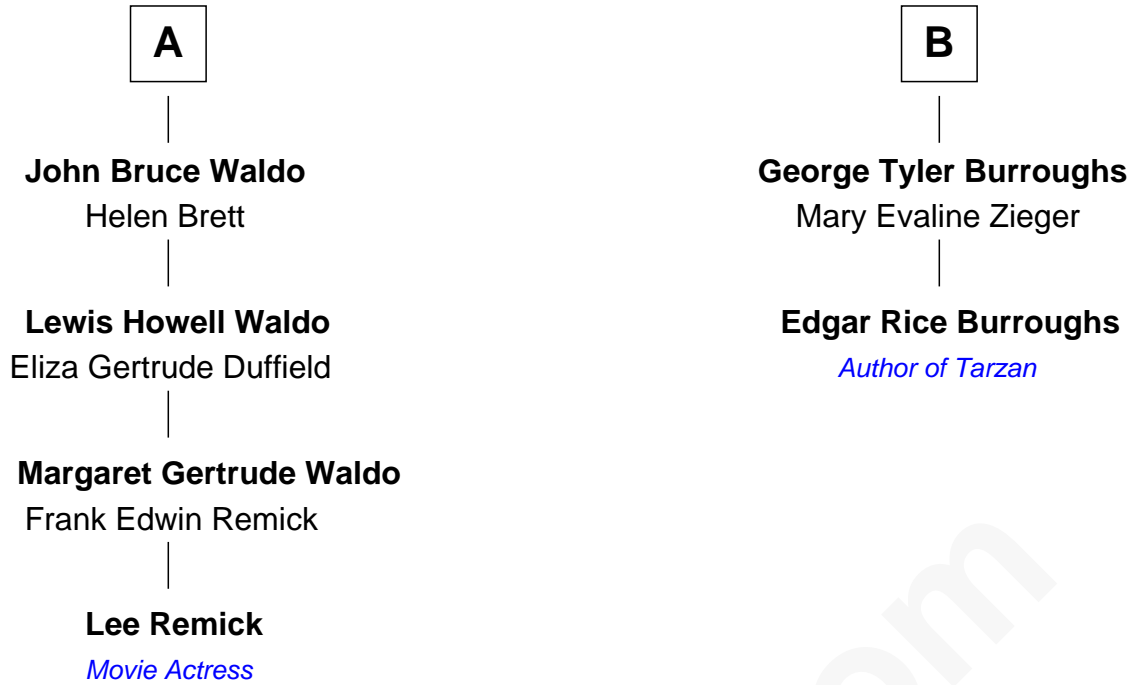 A
John Bruce Waldo
Helen Brett
Lewis Howell Waldo
Eliza Gertrude Duffield
Margaret Gertrude Waldo
Frank Edwin Remick
Lee Remick
Movie Actress
B
George Tyler Burroughs
Mary Evaline Zieger
Edgar Rice Burroughs
Author of Tarzan
om